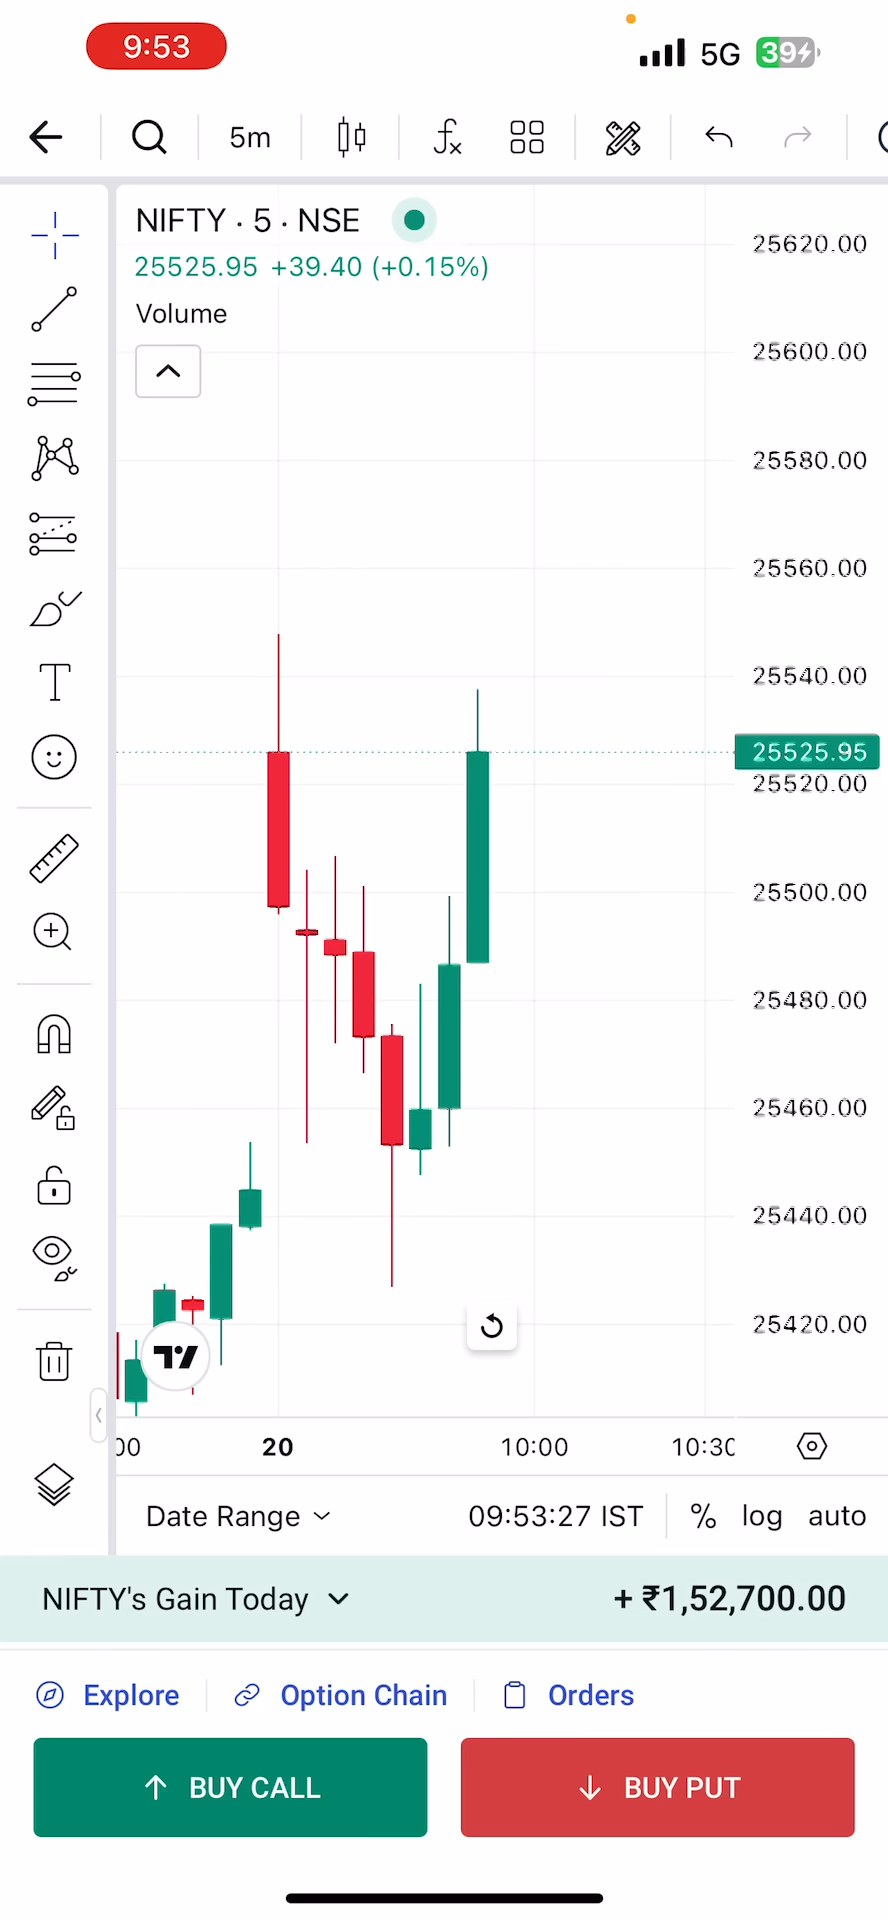 9:53
5G
39
5m
NIFTY · 5 · NSE
25525.95 +39.40 (+0.15%)
Volume
25620.00
25600.00
25580.00
25560.00
25540.00
25525.95
25520.00
25500.00
25480.00
25460.00
25440.00
25420.00
00
20
10:00
10:30
Date Range
09:53:27 IST
%
log
auto
NIFTY's Gain Today
+ ₹1,52,700.00
Explore
Option Chain
Orders
↑ BUY CALL
↓ BUY PUT